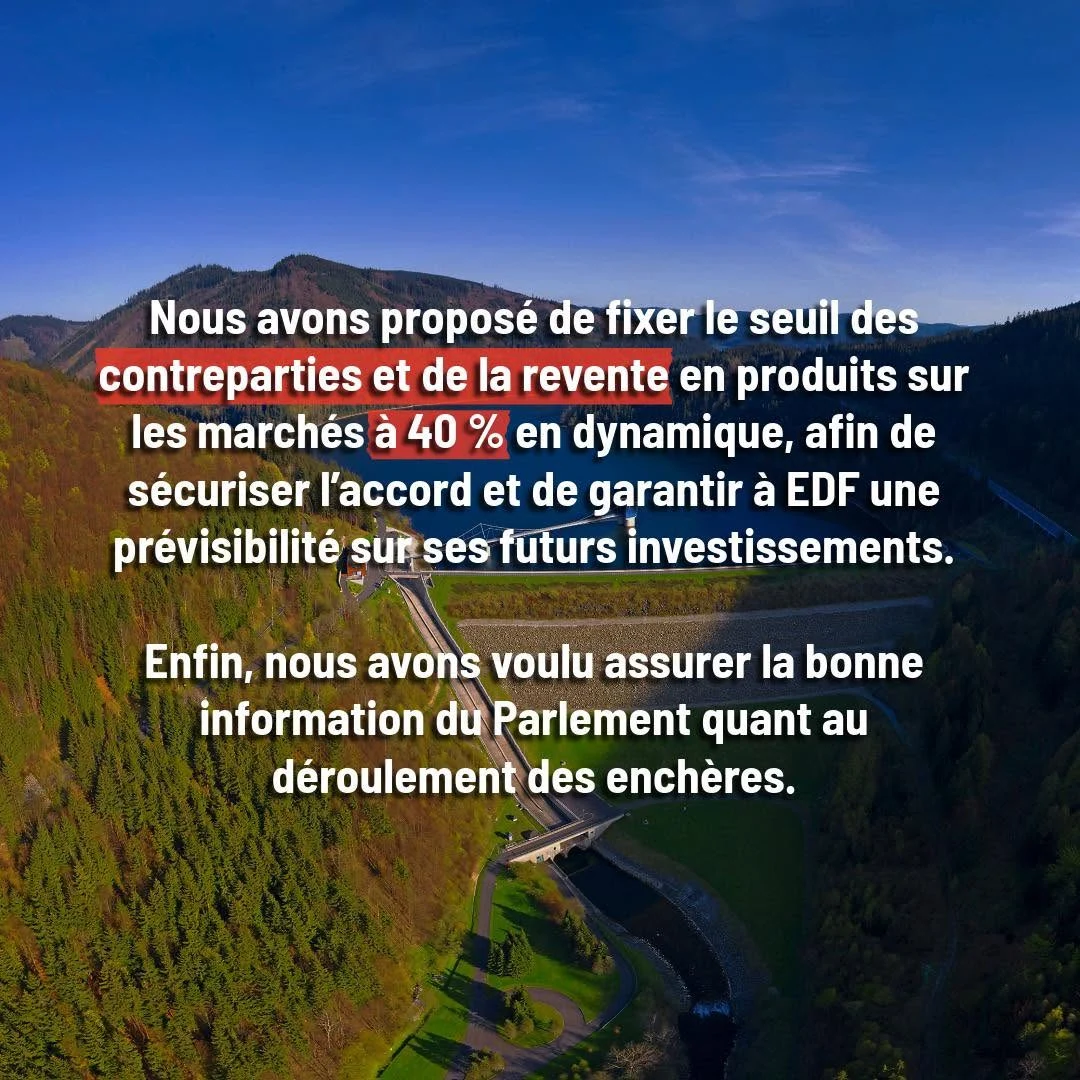 Nous avons proposé de fixer le seuil des
contreparties et de la revente en produits sur
les marchés à 40 % en dynamique, afin de
sécuriser l’accord et de garantir à EDF une
prévisibilité sur ses futurs investissements.
Enfin, nous avons voulu assurer la bonne
information du Parlement quant au
déroulement des enchères.